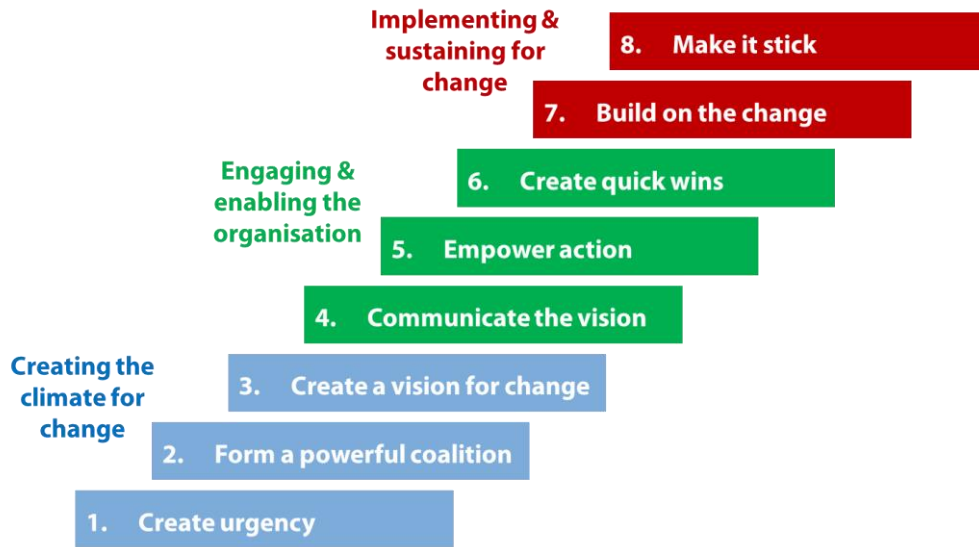 Implementing &
sustaining for
change
8. Make it stick
7. Build on the change
Engaging &
enabling the
organisation
6. Create quick wins
5. Empower action
4. Communicate the vision
Creating the
climate for
change
3. Create a vision for change
2. Form a powerful coalition
1. Create urgency